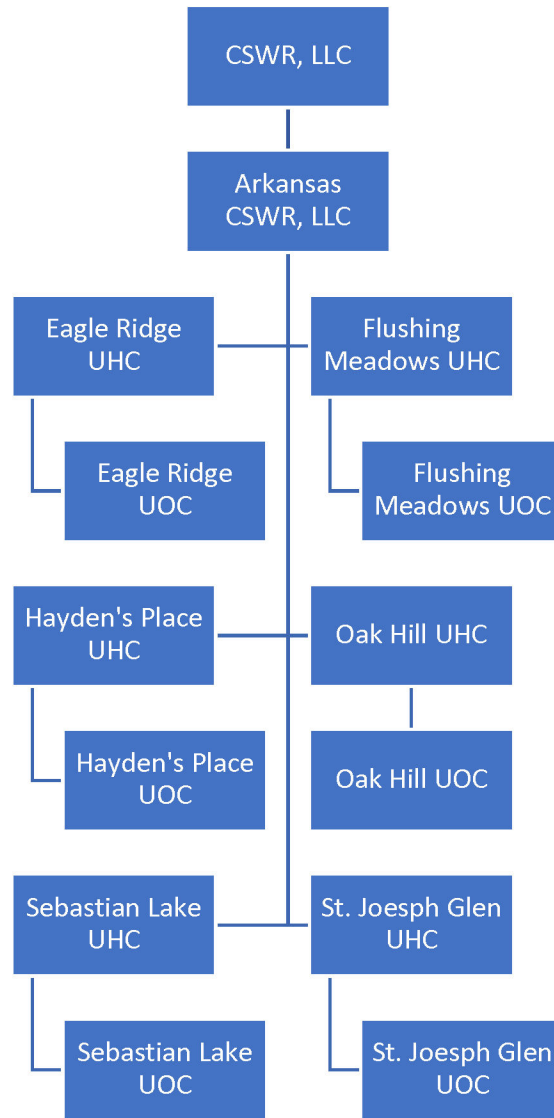 CSWR, LLC
Arkansas
CSWR, LLC
Eagle Ridge
UHC
Flushing
Meadows UHC
Eagle Ridge
UOC
Flushing
Meadows UOC
Hayden's Place
UHC
Oak Hill UHC
Hayden's Place
UOC
Oak Hill UOC
Sebastian Lake
UHC
St. Joesph Glen
UHC
Sebastian Lake
UOC
St. Joesph Glen
UOC